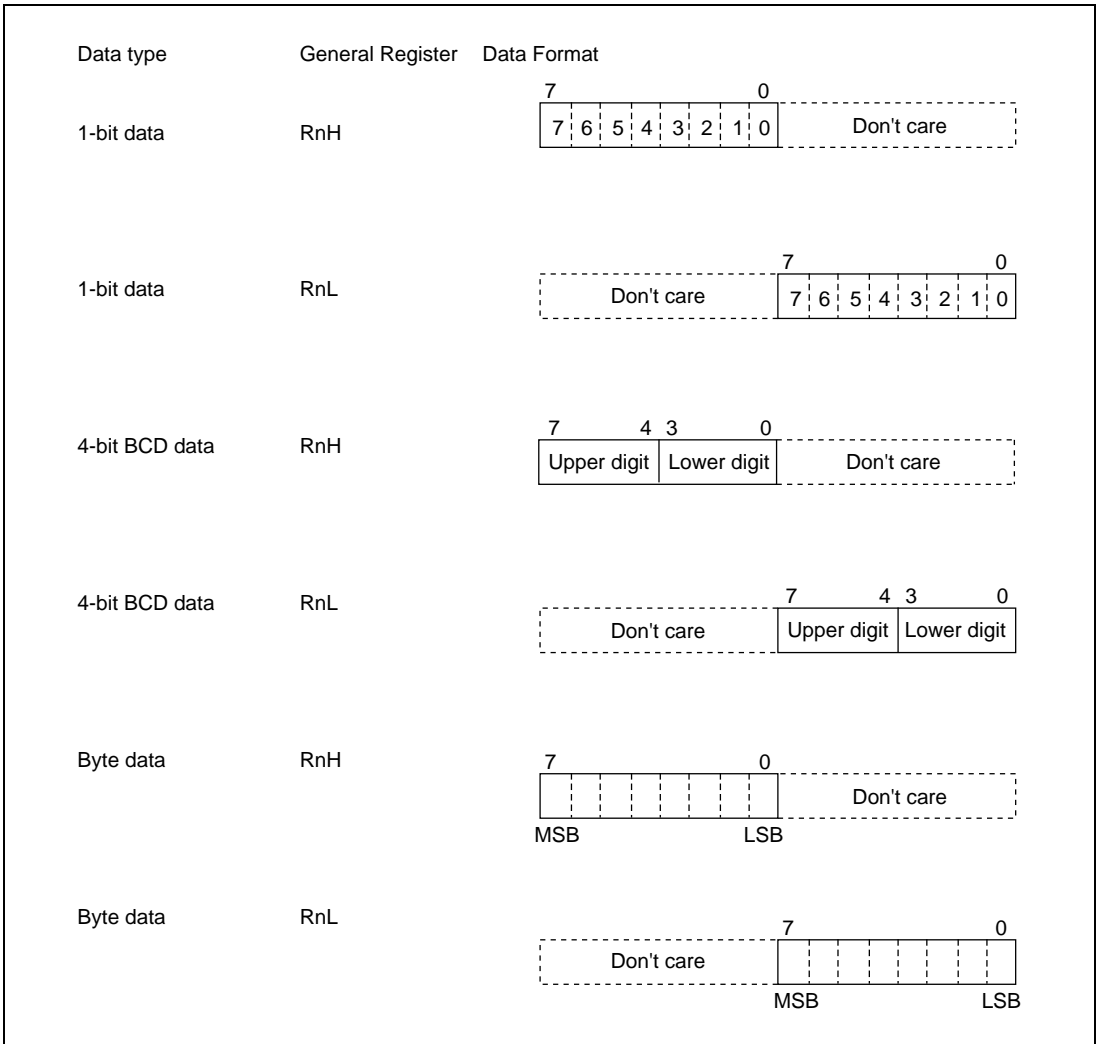 Data type General Register Data Format
7 0
1-bit data RnH 7 6 5 4 3 2 1 0 Don't care
7 0
1-bit data RnL Don't care 7 6 5 4 3 2 1 0
7 4 3 0
4-bit BCD data RnH Upper digit Lower digit Don't care
7 4 3 0
4-bit BCD data RnL Don't care Upper digit Lower digit
Byte data RnH 7 0
Don't care
MSB LSB
Byte data RnL 7 0
Don't care
MSB LSB